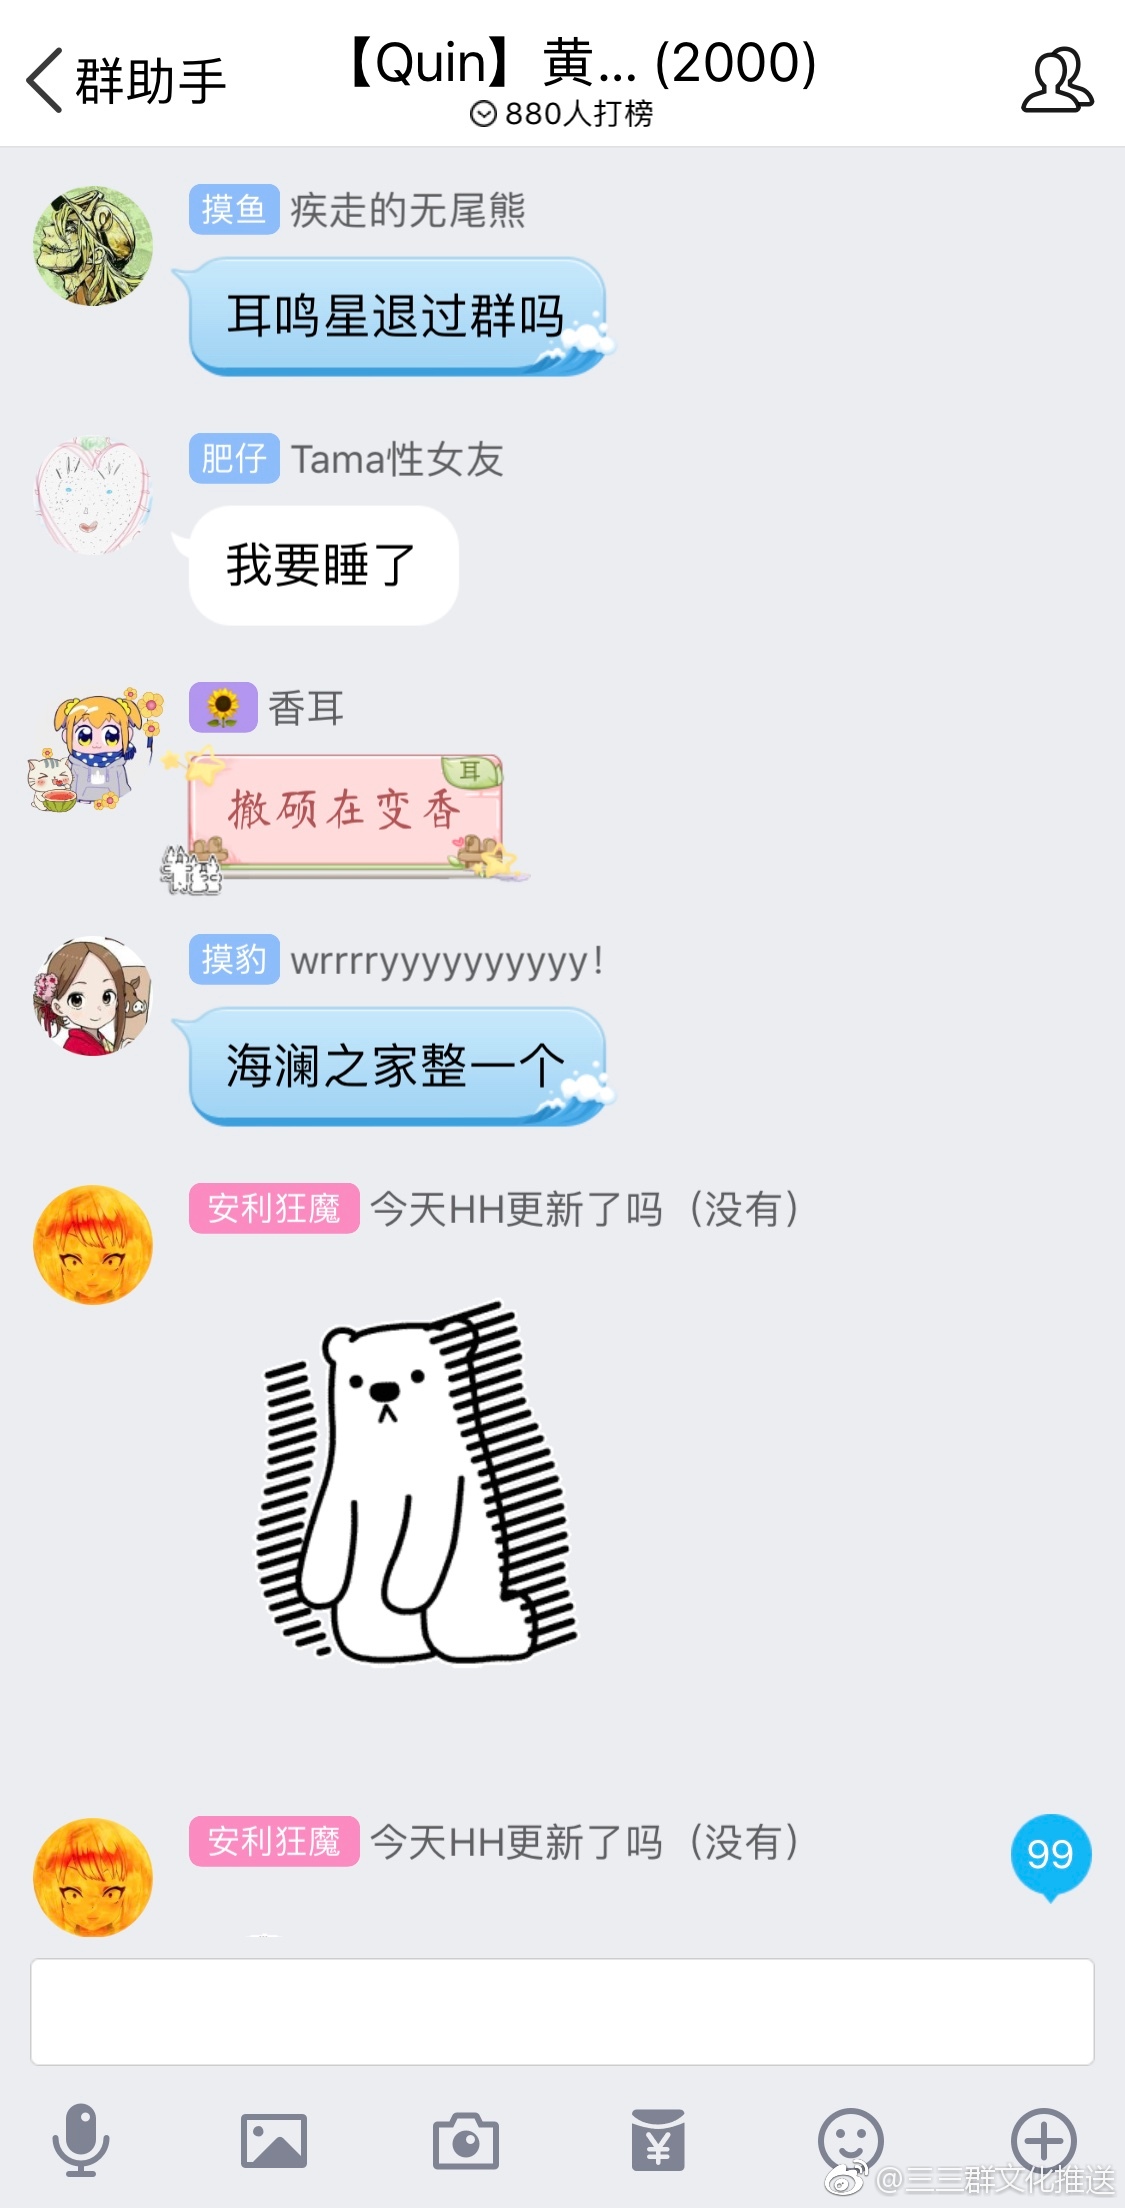 群助手
【Quin】黄... (2000)
880人打榜
摸鱼 疾走的无尾熊
耳鸣星退过群吗
肥仔 Tama性女友
我要睡了
🌻 香耳
耳
撤硕在变香
摸豹 wrrrryyyyyyyyyy！
海澜之家整一个
安利狂魔 今天HH更新了吗（没有）
安利狂魔 今天HH更新了吗（没有）
99
¥
@三三群文化推送